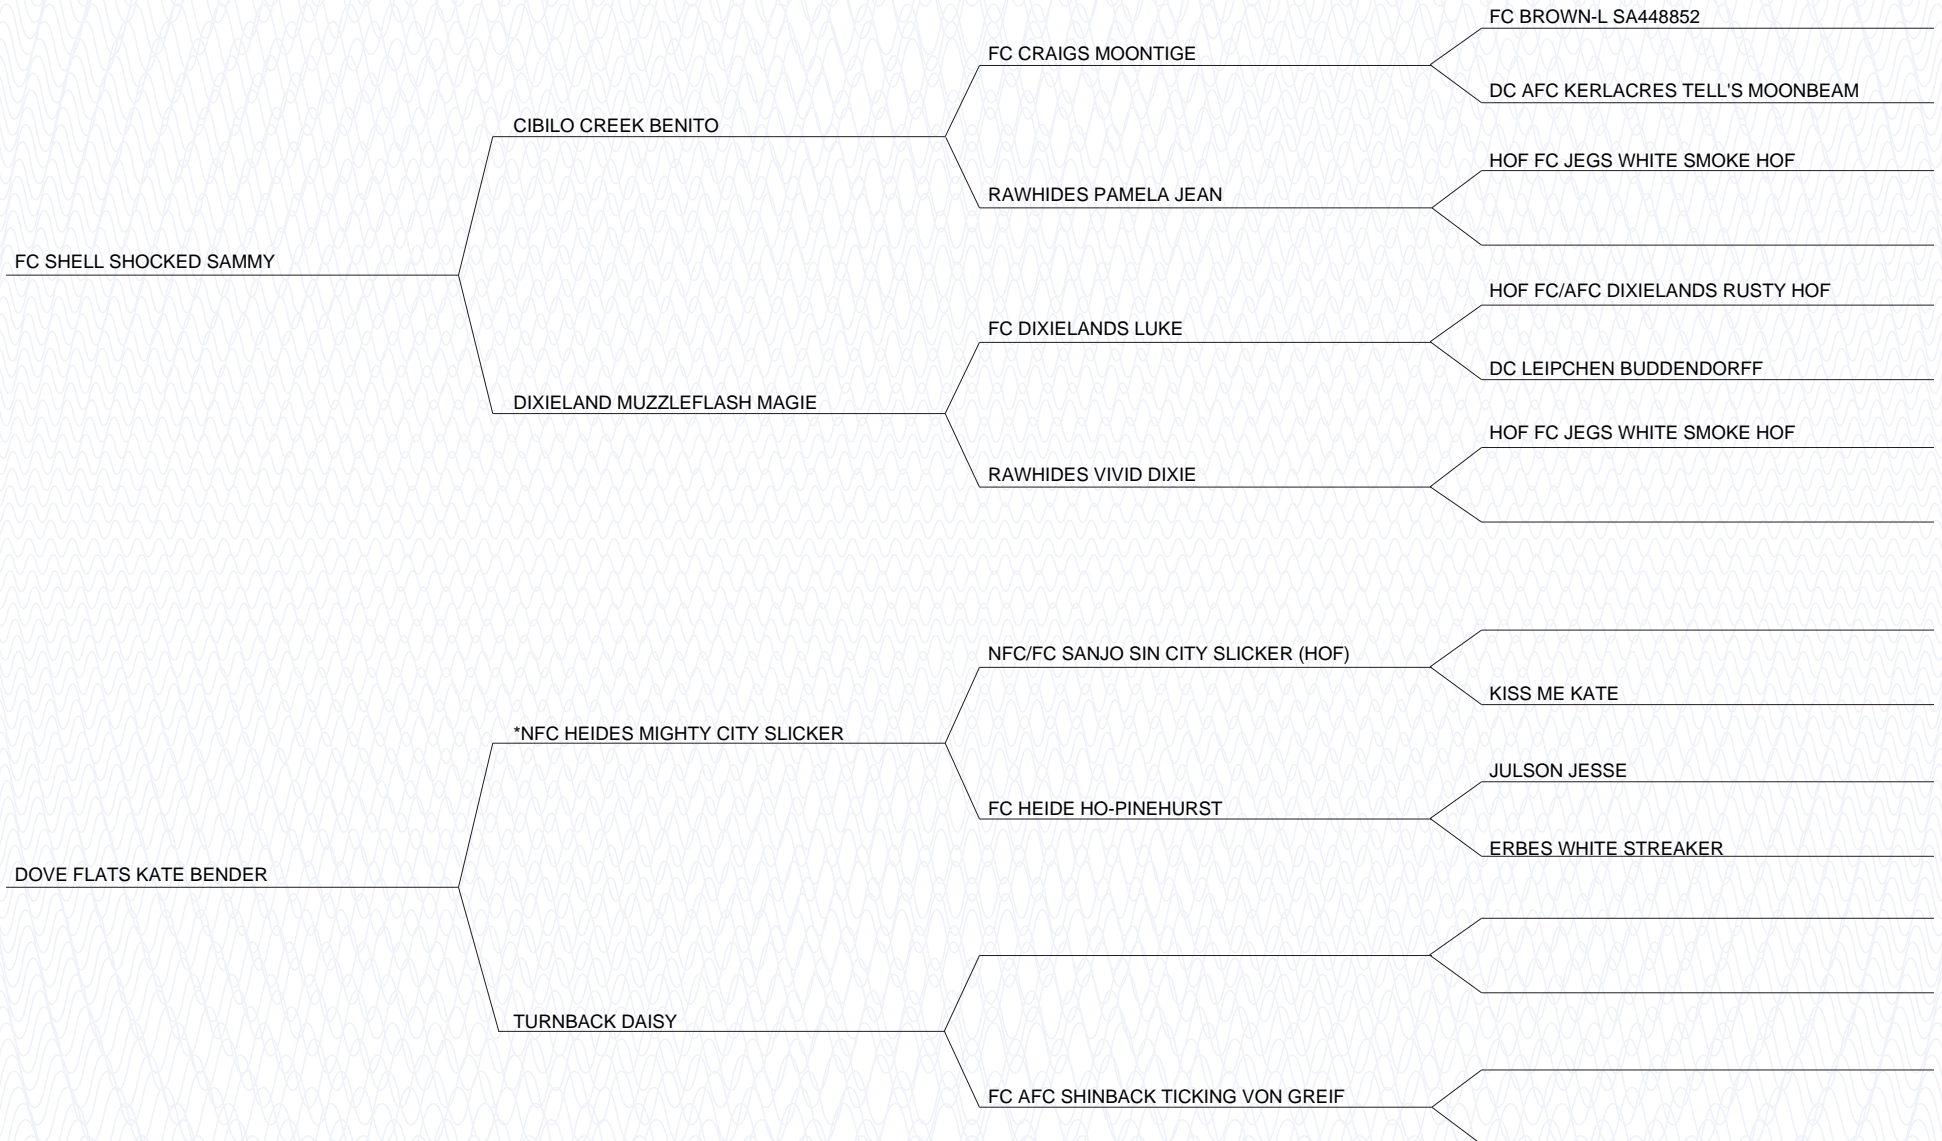 FC BROWN-L SA448852
FC CRAIGS MOONTIGE
DC AFC KERLACRES TELL'S MOONBEAM
CIBILO CREEK BENITO
HOF FC JEGS WHITE SMOKE HOF
RAWHIDES PAMELA JEAN
FC SHELL SHOCKED SAMMY
HOF FC/AFC DIXIELANDS RUSTY HOF
FC DIXIELANDS LUKE
DC LEIPCHEN BUDDENDORFF
DIXIELAND MUZZLEFLASH MAGIE
HOF FC JEGS WHITE SMOKE HOF
RAWHIDES VIVID DIXIE
NFC/FC SANJO SIN CITY SLICKER (HOF)
KISS ME KATE
*NFC HEIDES MIGHTY CITY SLICKER
JULSON JESSE
FC HEIDE HO-PINEHURST
ERBES WHITE STREAKER
DOVE FLATS KATE BENDER
TURNBACK DAISY
FC AFC SHINBACK TICKING VON GREIF